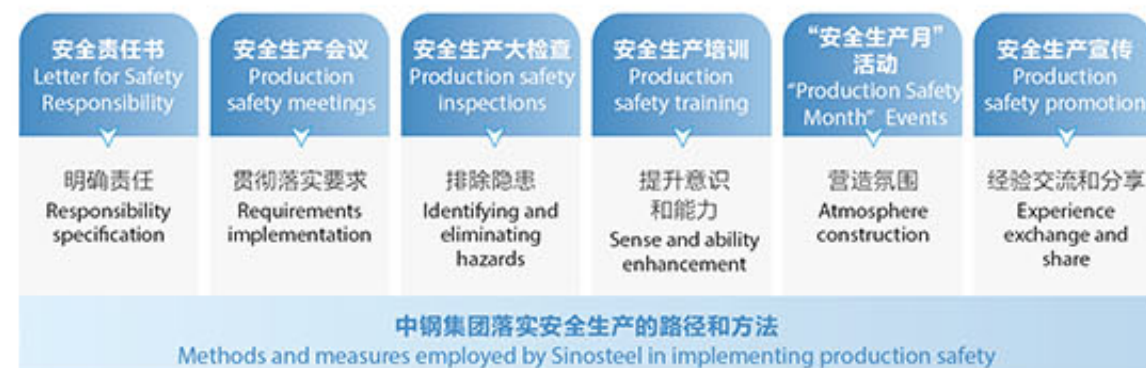 安全责任书
Letter for Safety
Responsibility
明确责任
Responsibility
specification
安全生产会议
Production
safety meetings
贯彻落实要求
Requirements
implementation
安全生产大检查
Production safety
inspections
排除隐患
Identifying and
eliminating
hazards
安全生产培训
Production
safety training
提升意识
和能力
Sense and ability
enhancement
“安全生产月”
活动
“Production Safety
Month” Events
营造氛围
Atmosphere
construction
安全生产宣传
Production
safety promotion
经验交流和分享
Experience
exchange and
share
中钢集团落实安全生产的路径和方法
Methods and measures employed by Sinosteel in implementing production safety